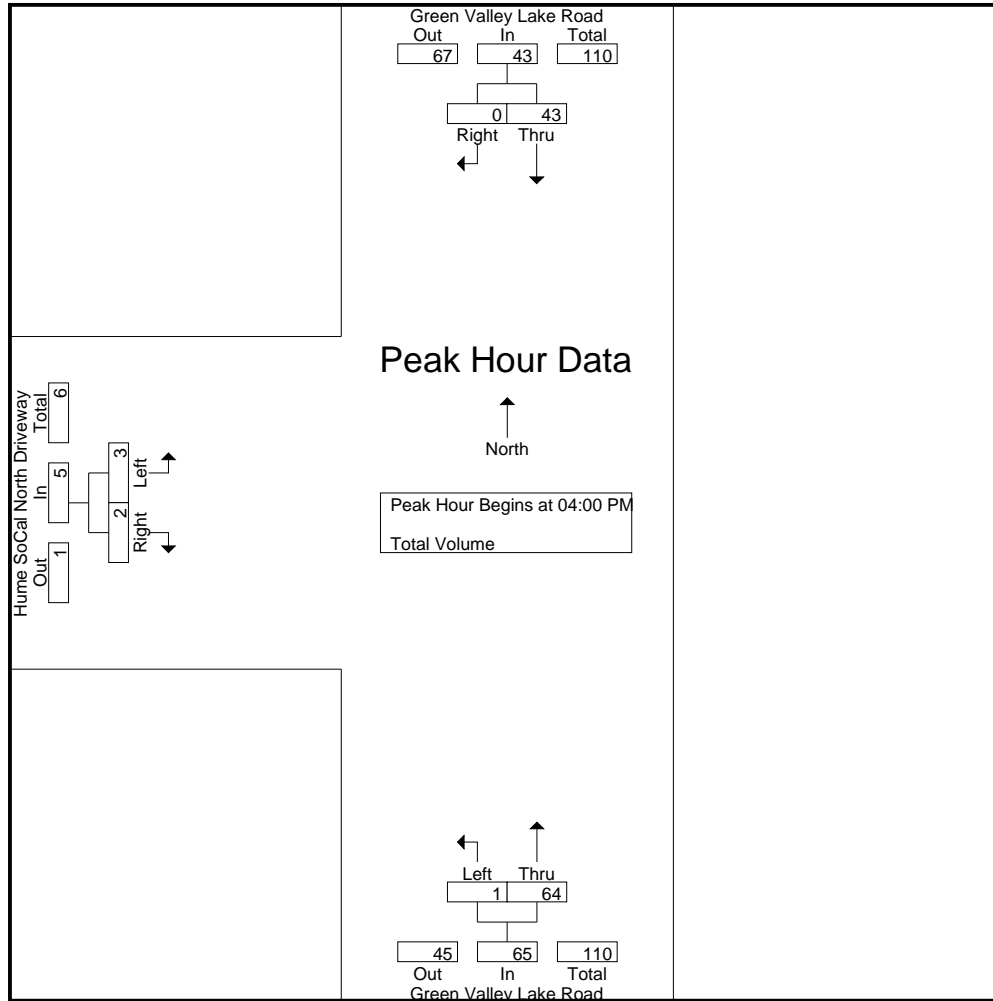 Green Valley Lake Road
Out In Total
67 43 110
0 43
Right Thru
Peak Hour Data
North
Peak Hour Begins at 04:00 PM
Total Volume
Hume SoCal North Driveway
Out In Total
1 5 6
Right Left
2 3
Left Thru
1 64
45 65 110
Out In Total
Green Valley Lake Road